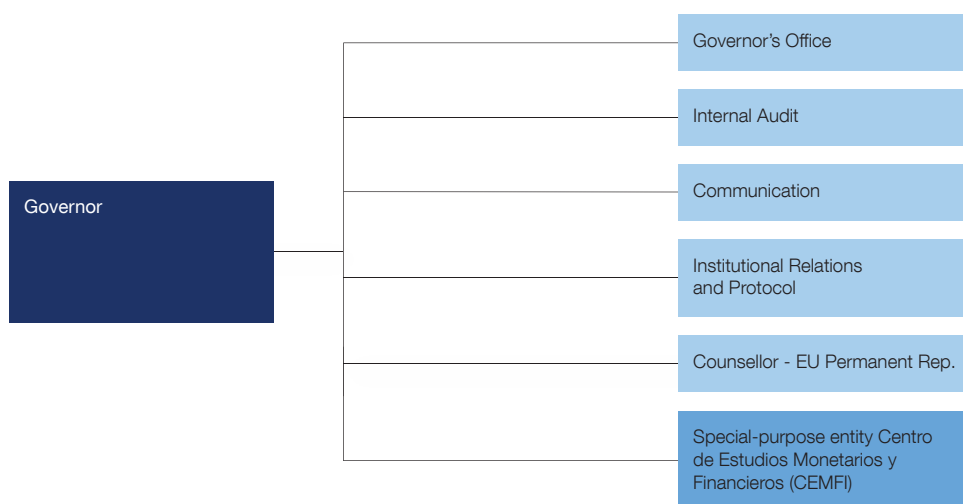 Governor
Governor’s Office
Internal Audit
Communication
Institutional Relations
and Protocol
Counsellor - EU Permanent Rep.
Special-purpose entity Centro
de Estudios Monetarios y
Financieros (CEMFI)